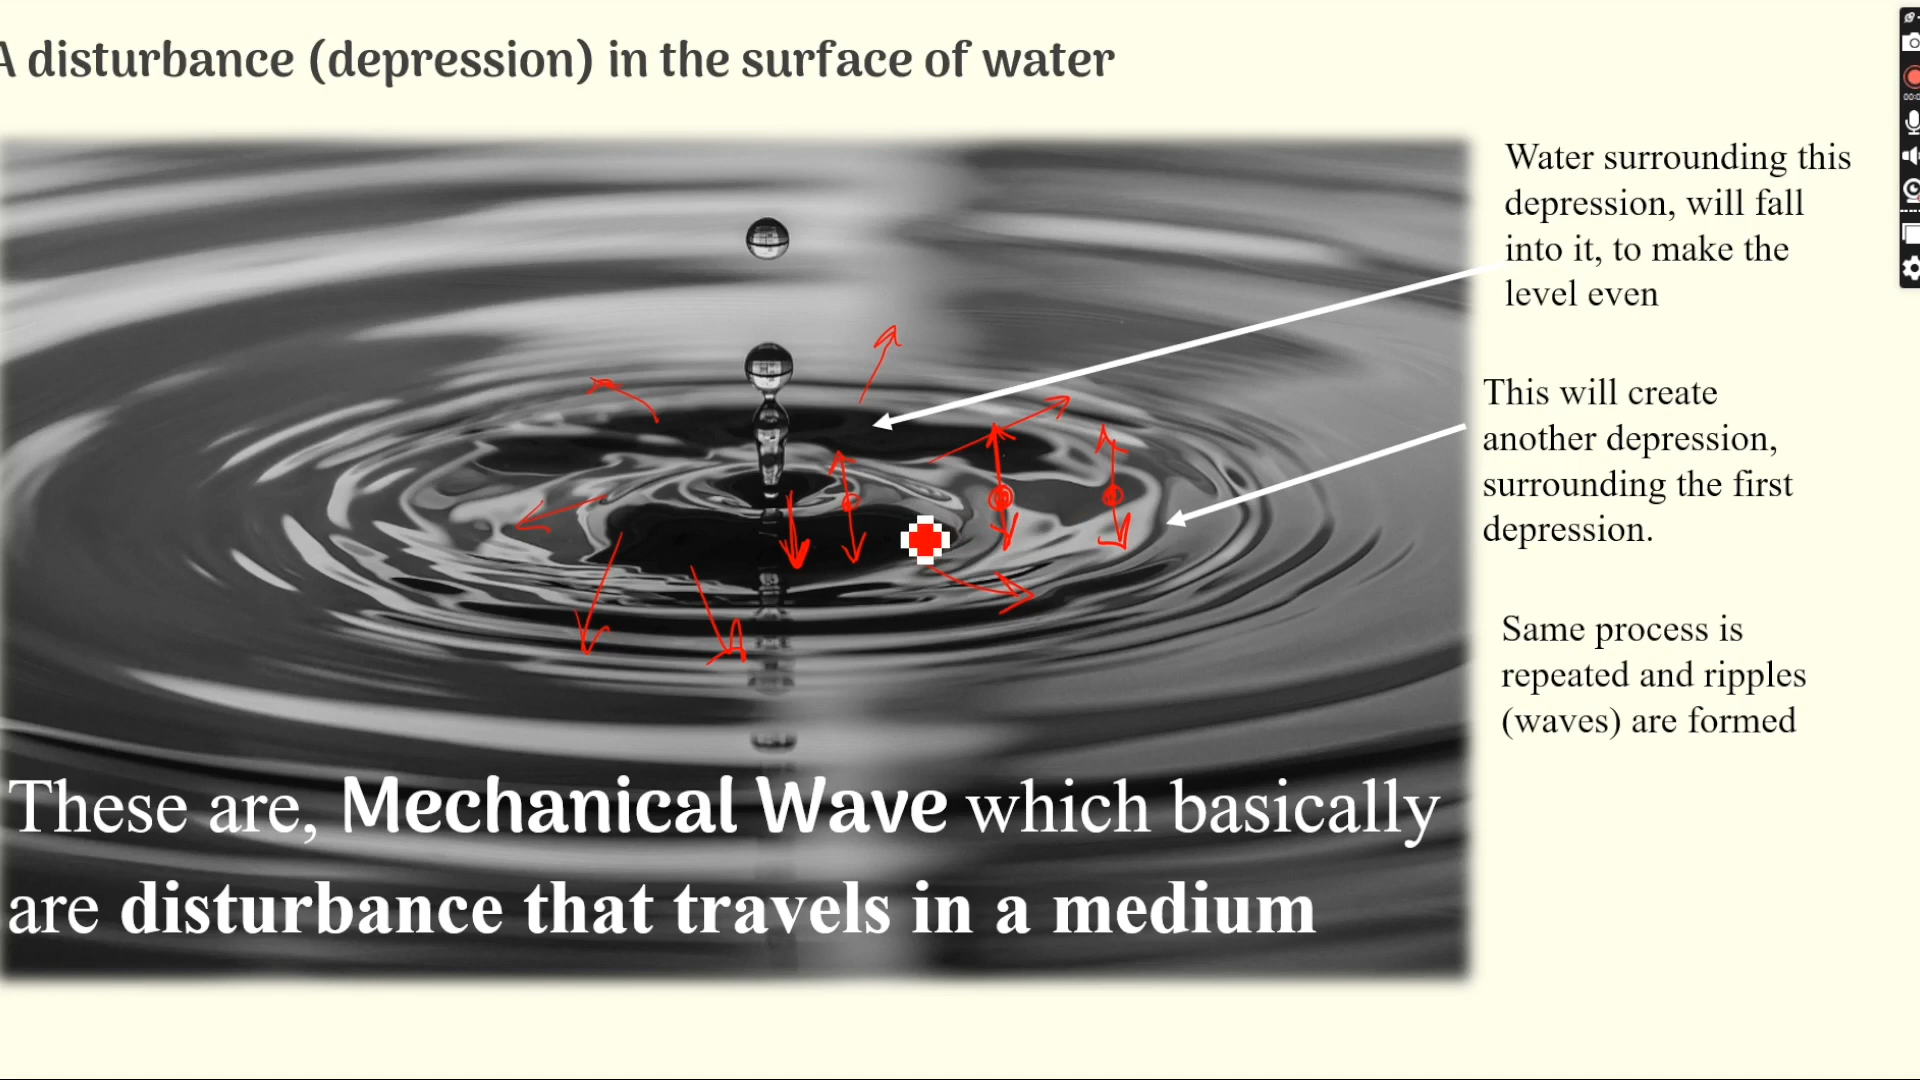 A disturbance (depression) in the surface of water
Water surrounding this
depression, will fall
into it, to make the
level even
This will create
another depression,
surrounding the first
depression.
Same process is
repeated and ripples
(waves) are formed
These are, Mechanical Wave which basically
are disturbance that travels in a medium